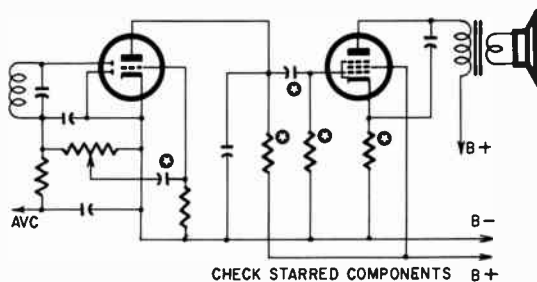 B+
AVC
B-
CHECK STARRED COMPONENTS B+